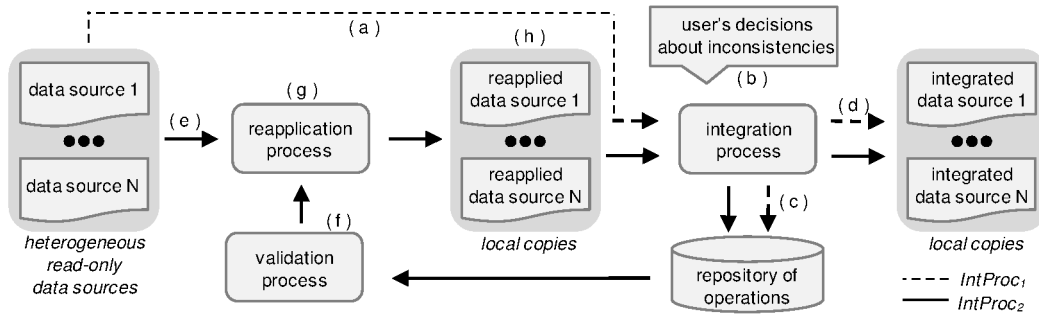 ( a )
( h )
user's decisions
about inconsistencies
( b )
data source 1
data source N
heterogeneous
read-only
data sources
( e )
( g )
reapplication
process
( f )
validation
process
reapplied
data source 1
reapplied
data source N
local copies
integration
process
( c )
repository of
operations
( d )
integrated
data source 1
integrated
data source N
local copies
IntProc1
IntProc2